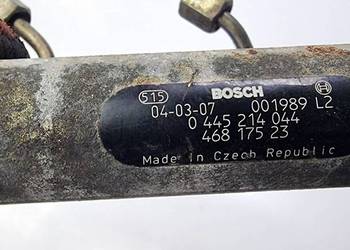 515 BOSCH
04-03-07 001989 L2
0 445 214 044
468 175 23
Made in Czech Republic